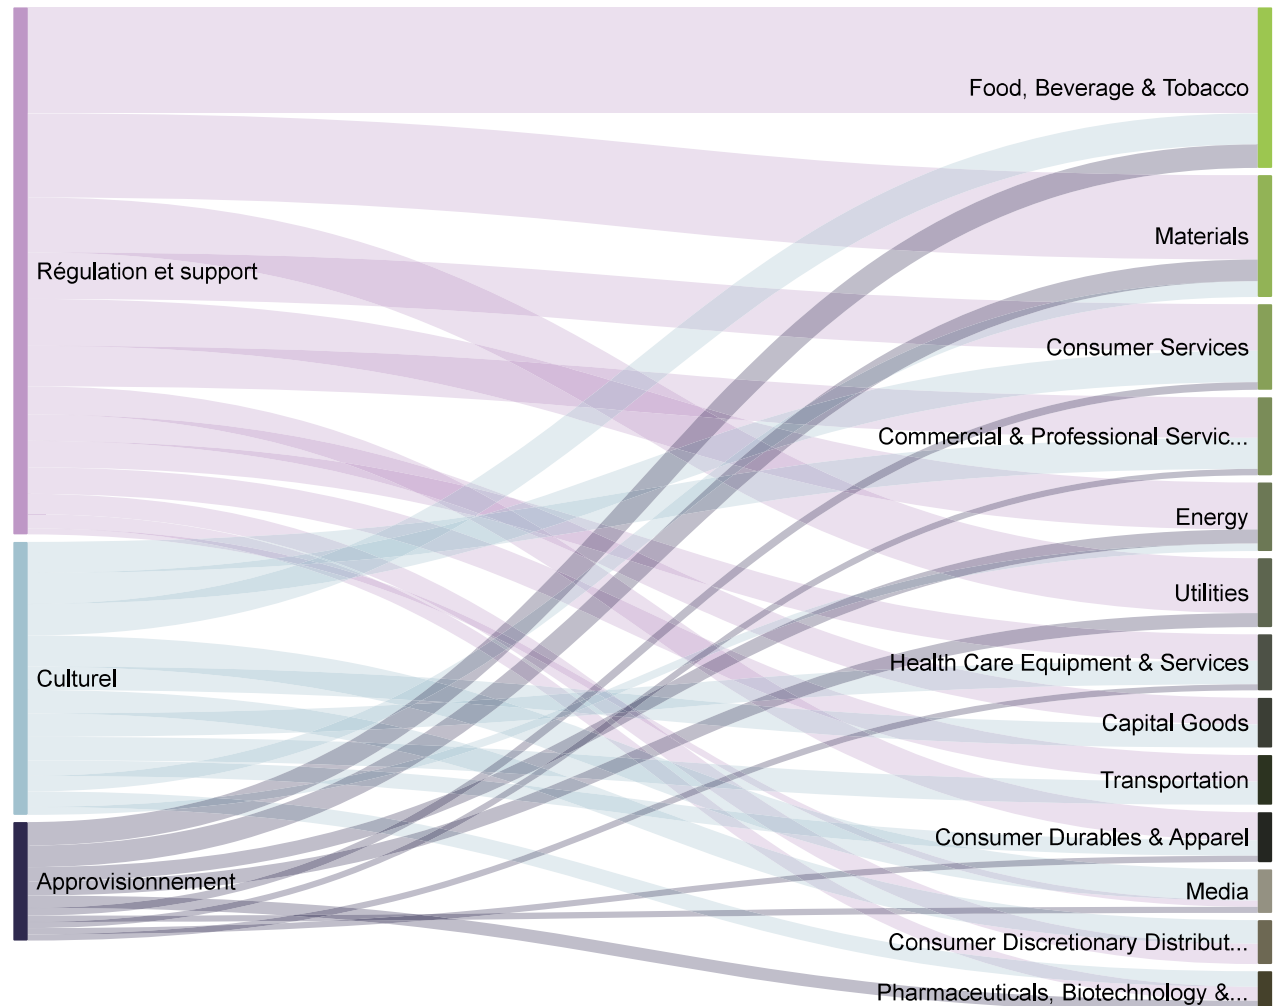 Food, Beverage & Tobacco
Materials
Régulation et support
Consumer Services
Commercial & Professional Servic...
Energy
Utilities
Health Care Equipment & Services
Culturel
Capital Goods
Transportation
Consumer Durables & Apparel
Approvisionnement
Media
Consumer Discretionary Distribut...
Pharmaceuticals, Biotechnology &...